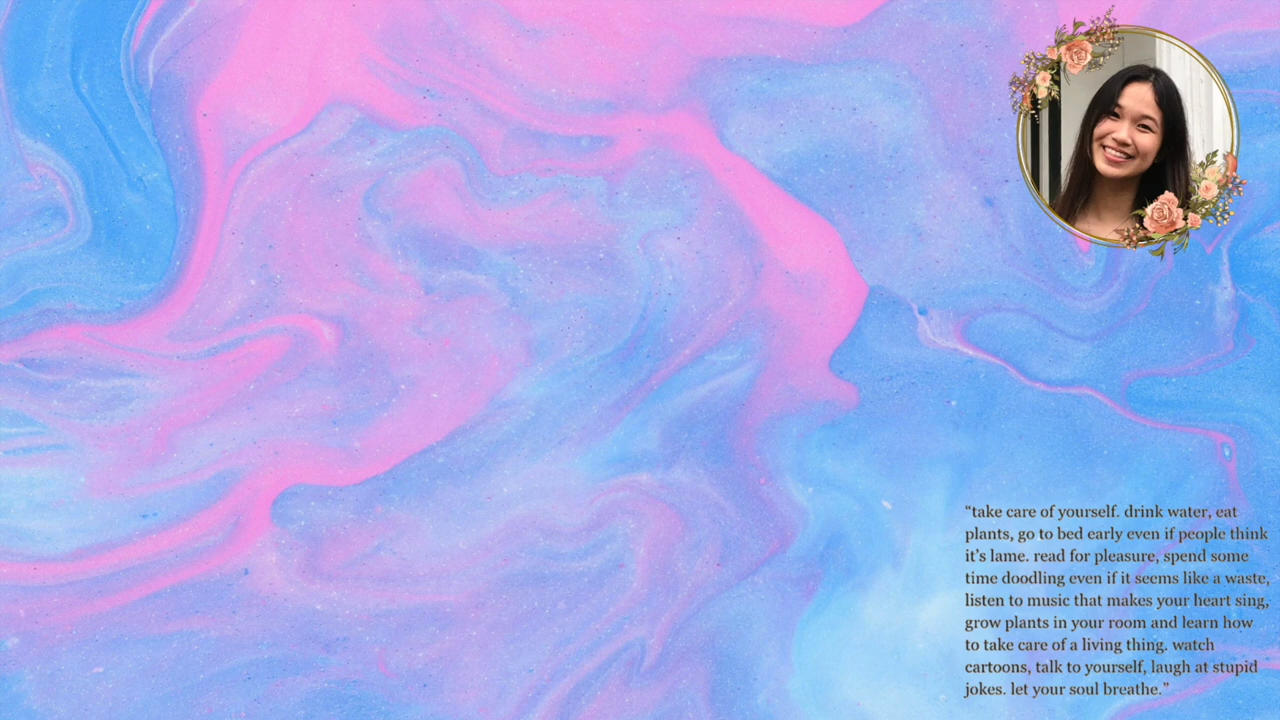 “take care of yourself. drink water, eat
plants, go to bed early even if people think
it’s lame. read for pleasure, spend some
time doodling even if it seems like a waste,
listen to music that makes your heart sing,
grow plants in your room and learn how
to take care of a living thing. watch
cartoons, talk to yourself, laugh at stupid
jokes. let your soul breathe.”